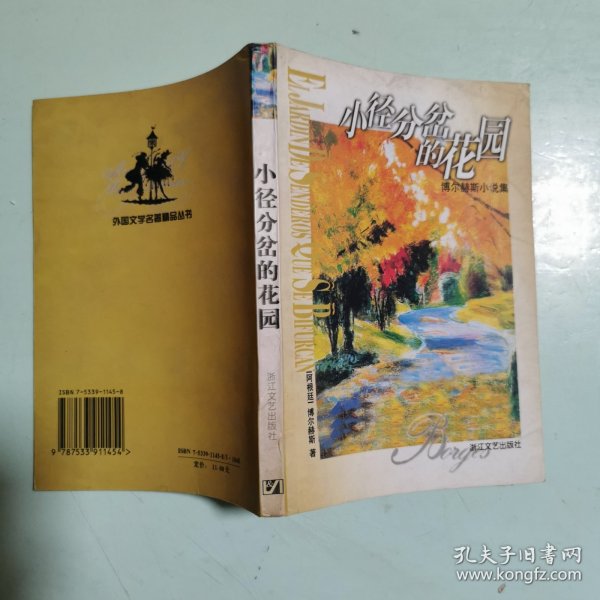 小径分岔的花园
博尔赫斯小说集
EL JARDIN DE SENDEROS QUE SE BIFURCAN
[阿根廷] 博尔赫斯 著
Borges
浙江文艺出版社
小径分岔的花园
浙江文艺出版社
外国文学名著精品丛书
ISBN 7-5339-1145-8
9 787533 911454 >
定价：
孔夫子旧书网
www.kongfz.com